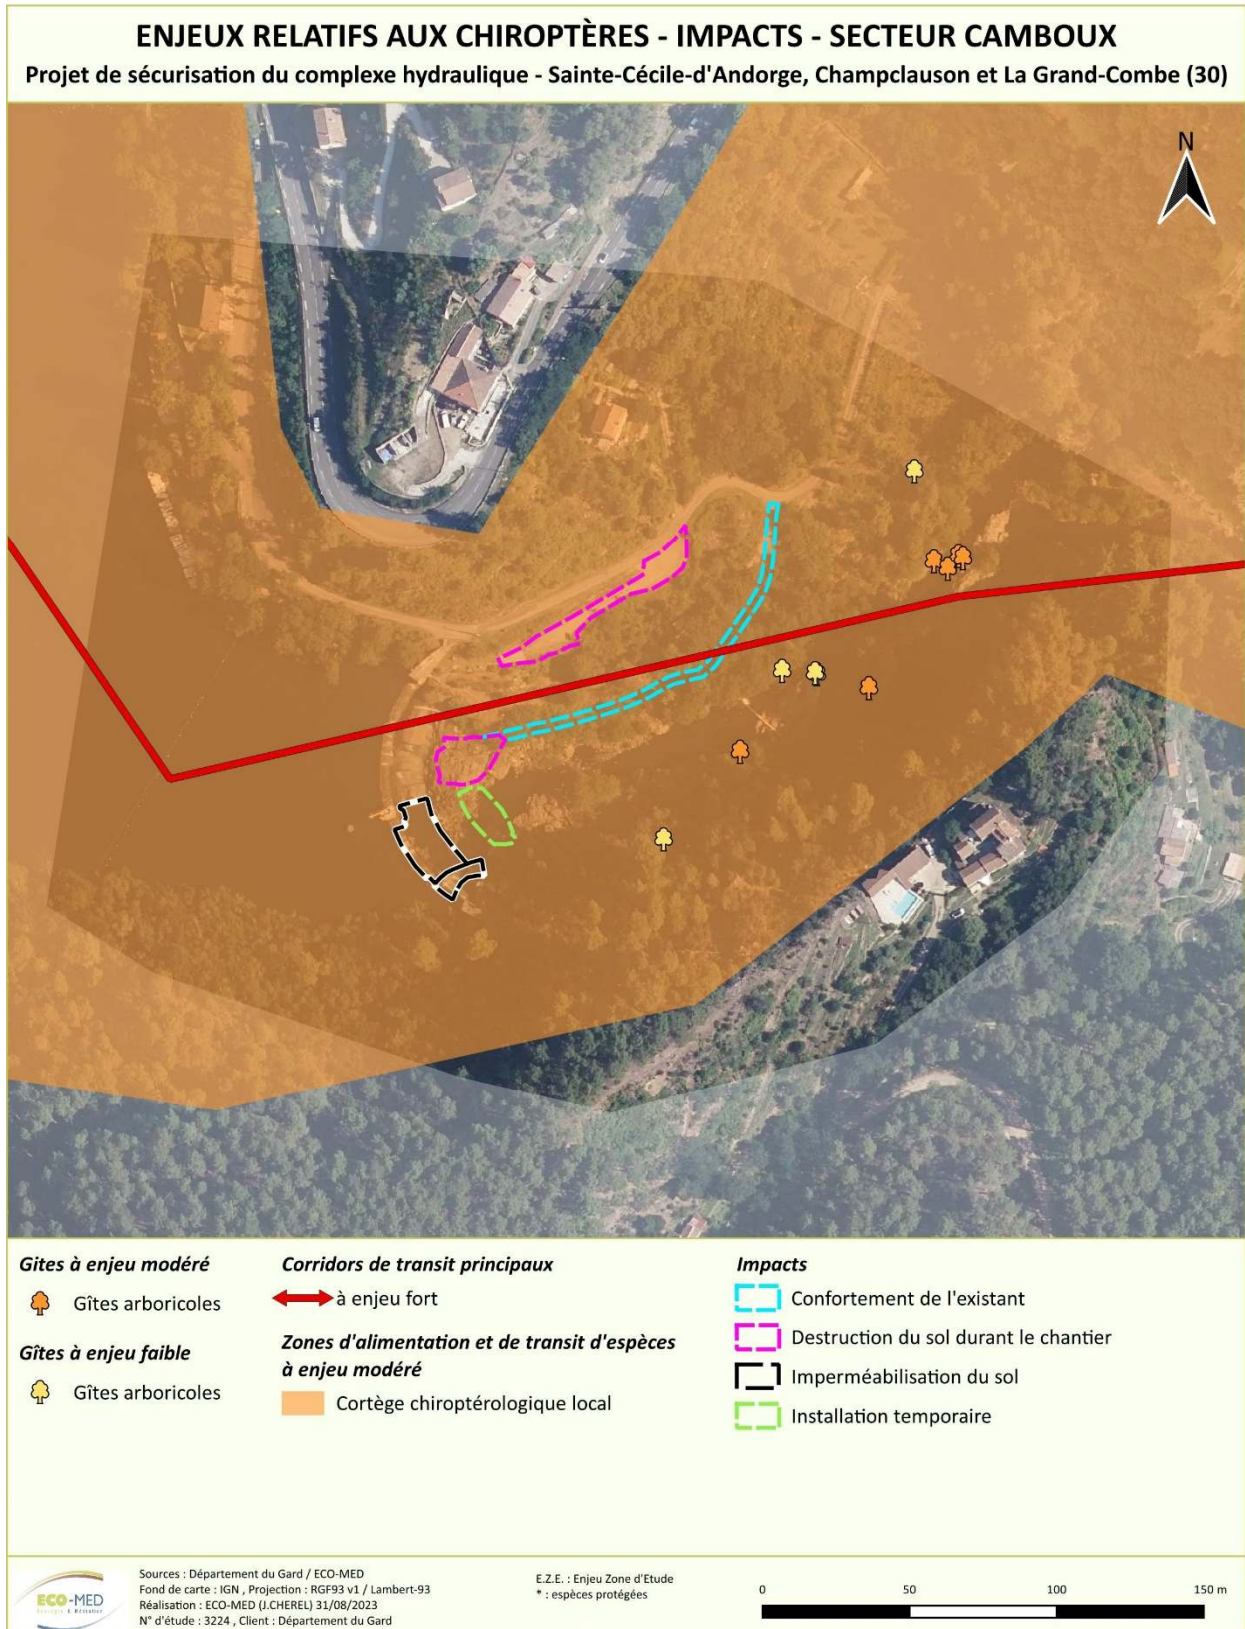 ENJEUX RELATIFS AUX CHIROPTÈRES - IMPACTS - SECTEUR CAMBOUX
Projet de sécurisation du complexe hydraulique - Sainte-Cécile-d'Andorge, Champclauson et La Grand-Combe (30)
N
Gites à enjeu modéré
Gîtes arboricoles
Gîtes à enjeu faible
Gîtes arboricoles
Corridors de transit principaux
à enjeu fort
Zones d'alimentation et de transit d'espèces
à enjeu modéré
Cortège chiroptérologique local
Impacts
Confortement de l'existant
Destruction du sol durant le chantier
Imperméabilisation du sol
Installation temporaire
ECO-MED
Sources : Département du Gard / ECO-MED
Fond de carte : IGN , Projection : RGF93 v1 / Lambert-93
Réalisation : ECO-MED (J.CHEREL) 31/08/2023
N° d'étude : 3224 , Client : Département du Gard
E.Z.E. : Enjeu Zone d'Etude
* : espèces protégées
0 50 100 150 m